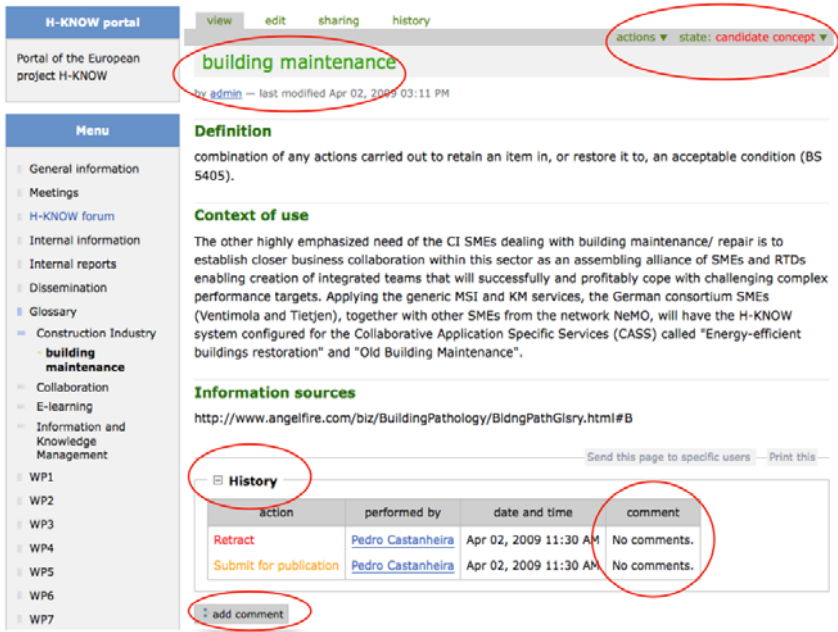 H-KNOW portal
Portal of the European
project H-KNOW
Menu
General information
Meetings
H-KNOW forum
Internal information
Internal reports
Dissemination
Glossary
Construction Industry
building
maintenance
Collaboration
E-learning
Information and
Knowledge
Management
WP1
WP2
WP3
WP4
WP5
WP6
WP7
view edit sharing history
actions ▼ state: candidate concept ▼
building maintenance
by admin — last modified Apr 02, 2009 03:11 PM
Definition
combination of any actions carried out to retain an item in, or restore it to, an acceptable condition (BS
5405).
Context of use
The other highly emphasized need of the CI SMEs dealing with building maintenance/ repair is to
establish closer business collaboration within this sector as an assembling alliance of SMEs and RTDs
enabling creation of integrated teams that will successfully and profitably cope with challenging complex
performance targets. Applying the generic MSI and KM services, the German consortium SMEs
(Ventimola and Tietjen), together with other SMEs from the network NeMO, will have the H-KNOW
system configured for the Collaborative Application Specific Services (CASS) called "Energy-efficient
buildings restoration" and "Old Building Maintenance".
Information sources
http://www.angelfire.com/biz/BuildingPathology/BldngPathGlsry.html#B
Send this page to specific users — Print this —
History
action performed by date and time comment
Retract Pedro Castanheira Apr 02, 2009 11:30 AM No comments.
Submit for publication Pedro Castanheira Apr 02, 2009 11:30 AM No comments.
add comment